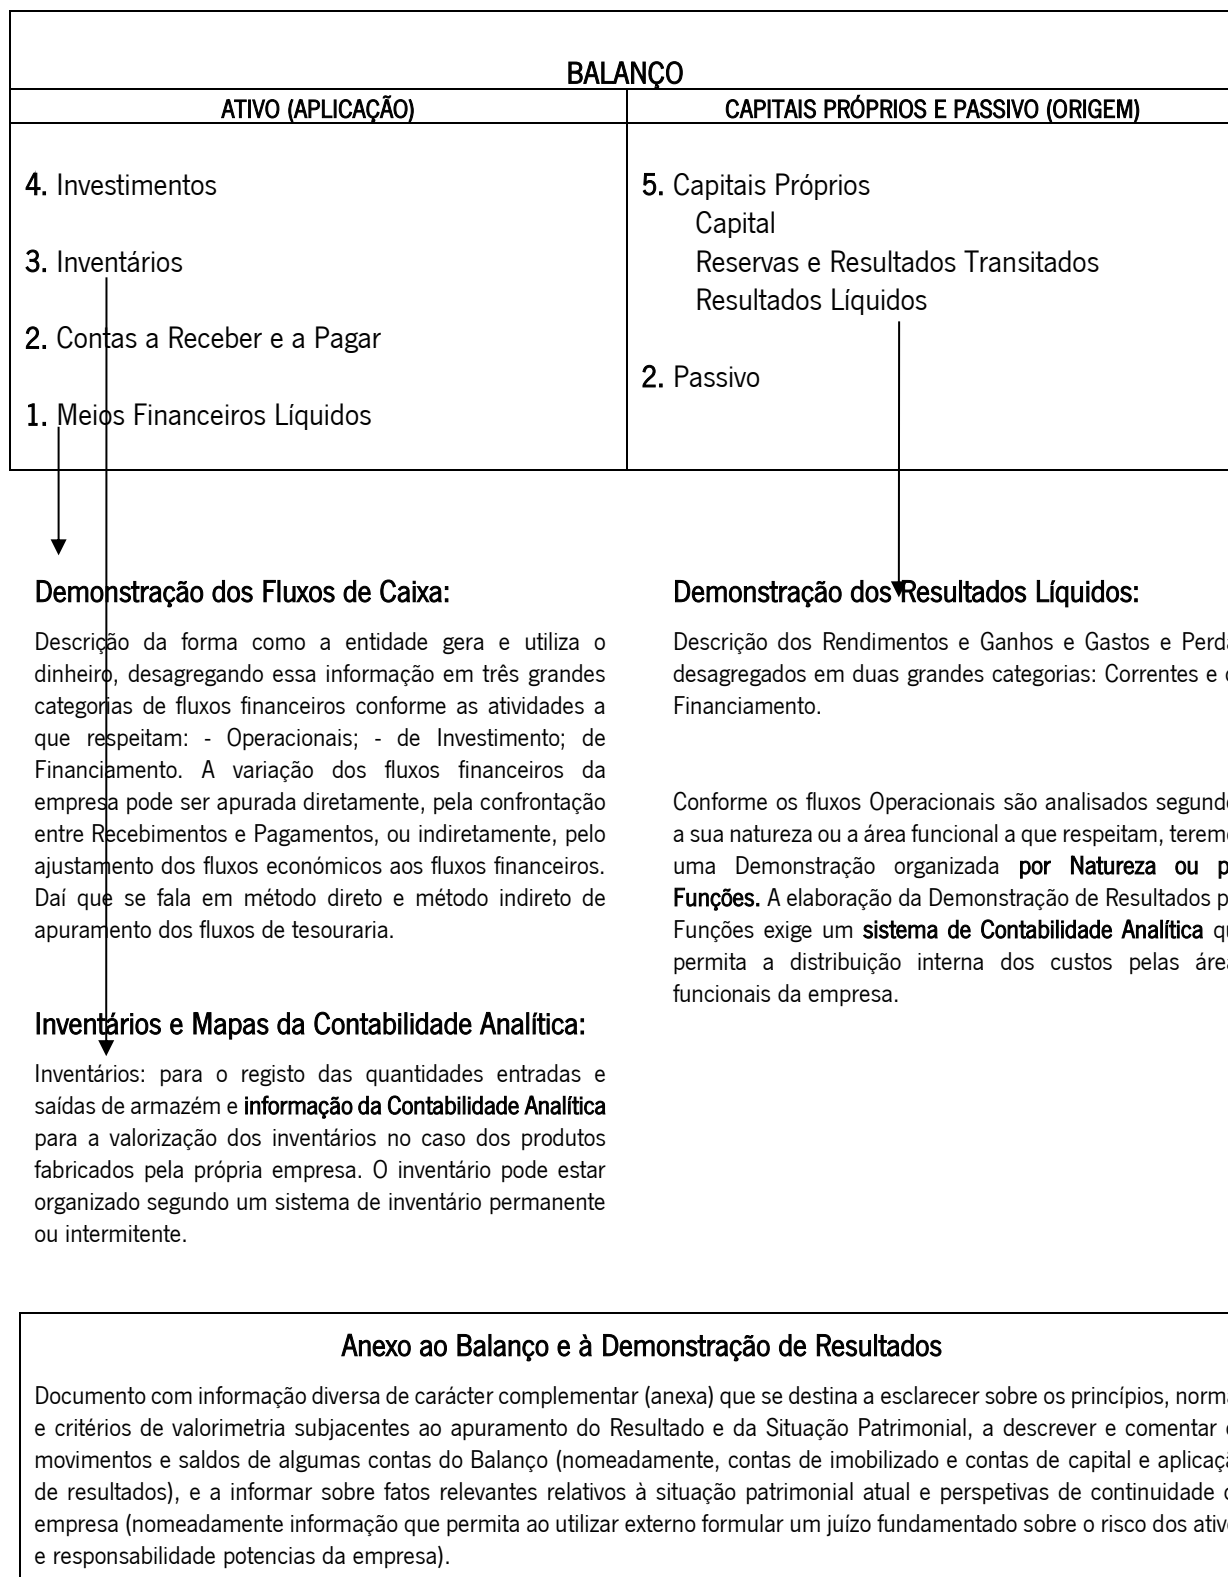 BALANÇO
ATIVO (APLICAÇÃO)
CAPITAIS PRÓPRIOS E PASSIVO (ORIGEM)
4. Investimentos
3. Inventários
2. Contas a Receber e a Pagar
1. Meios Financeiros Líquidos
5. Capitais Próprios
Capital
Reservas e Resultados Transitados
Resultados Líquidos
2. Passivo
Demonstração dos Fluxos de Caixa:
Descrição da forma como a entidade gera e utiliza o
dinheiro, desagregando essa informação em três grandes
categorias de fluxos financeiros conforme as atividades a
que respeitam: - Operacionais; - de Investimento; de
Financiamento. A variação dos fluxos financeiros da
empresa pode ser apurada diretamente, pela confrontação
entre Recebimentos e Pagamentos, ou indiretamente, pelo
ajustamento dos fluxos económicos aos fluxos financeiros.
Daí que se fala em método direto e método indireto de
apuramento dos fluxos de tesouraria.
Inventários e Mapas da Contabilidade Analítica:
Inventários: para o registo das quantidades entradas e
saídas de armazém e informação da Contabilidade Analítica
para a valorização dos inventários no caso dos produtos
fabricados pela própria empresa. O inventário pode estar
organizado segundo um sistema de inventário permanente
ou intermitente.
Demonstração dos Resultados Líquidos:
Descrição dos Rendimentos e Ganhos e Gastos e
desagregados em duas grandes categorias: Correntes e
Financiamento.
Conforme os fluxos Operacionais são analisados
a sua natureza ou a área funcional a que respeitam,
uma Demonstração organizada por Natureza ou
Funções. A elaboração da Demonstração de Resultados
Funções exige um sistema de Contabilidade Analítica
permita a distribuição interna dos custos pelas
funcionais da empresa.
Anexo ao Balanço e à Demonstração de Resultados
Documento com informação diversa de carácter complementar (anexa) que se destina a esclarecer sobre os princípios,
e critérios de valorimetria subjacentes ao apuramento do Resultado e da Situação Patrimonial, a descrever e comentar
movimentos e saldos de algumas contas do Balanço (nomeadamente, contas de imobilizado e contas de capital e
de resultados), e a informar sobre fatos relevantes relativos à situação patrimonial atual e perspetivas de continuidade
empresa (nomeadamente informação que permita ao utilizar externo formular um juízo fundamentado sobre o risco dos
e responsabilidade potencias da empresa).